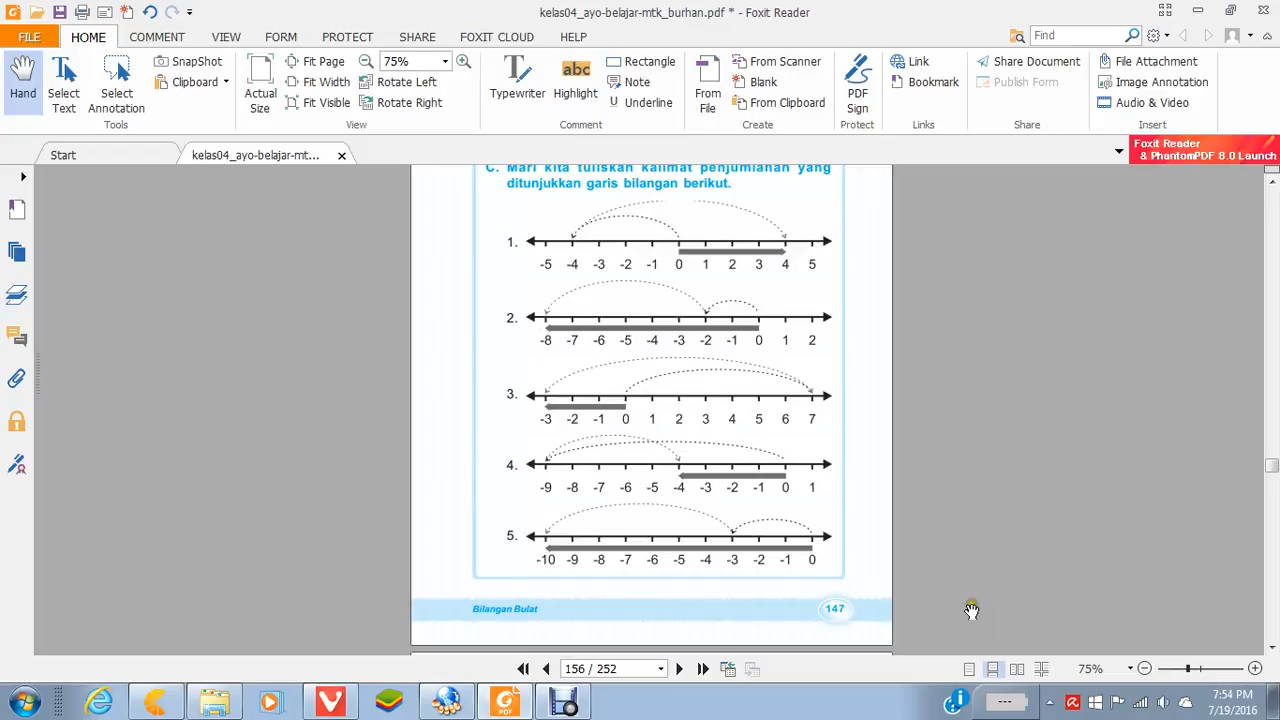 kelas04_ayo-belajar-mtk_burhan.pdf * - Foxit Reader
FILE HOME COMMENT VIEW FORM PROTECT SHARE FOXIT CLOUD HELP Find
Hand
Select
Text
Select
Annotation
SnapShot
Clipboard
Tools
Actual
Size
Fit Page
Fit Width
Fit Visible
75%
Rotate Left
Rotate Right
View
Typewriter
Highlight
Rectangle
Note
Underline
Comment
From
File
From Scanner
Blank
From Clipboard
Create
PDF
Sign
Protect
Link
Bookmark
Links
Share Document
Publish Form
Share
File Attachment
Image Annotation
Audio & Video
Insert
Start kelas04_ayo-belajar-mt...
Foxit Reader
& PhantomPDF 8.0 Launch
C. Mari kita tuliskan kalimat penjumlahan yang
ditunjukkan garis bilangan berikut.
1.
-5 -4 -3 -2 -1 0 1 2 3 4 5
2.
-8 -7 -6 -5 -4 -3 -2 -1 0 1 2
3.
-3 -2 -1 0 1 2 3 4 5 6 7
4.
-9 -8 -7 -6 -5 -4 -3 -2 -1 0 1
5.
-10 -9 -8 -7 -6 -5 -4 -3 -2 -1 0
Bilangan Bulat 147
156 / 252 75%
7:54 PM
7/19/2016